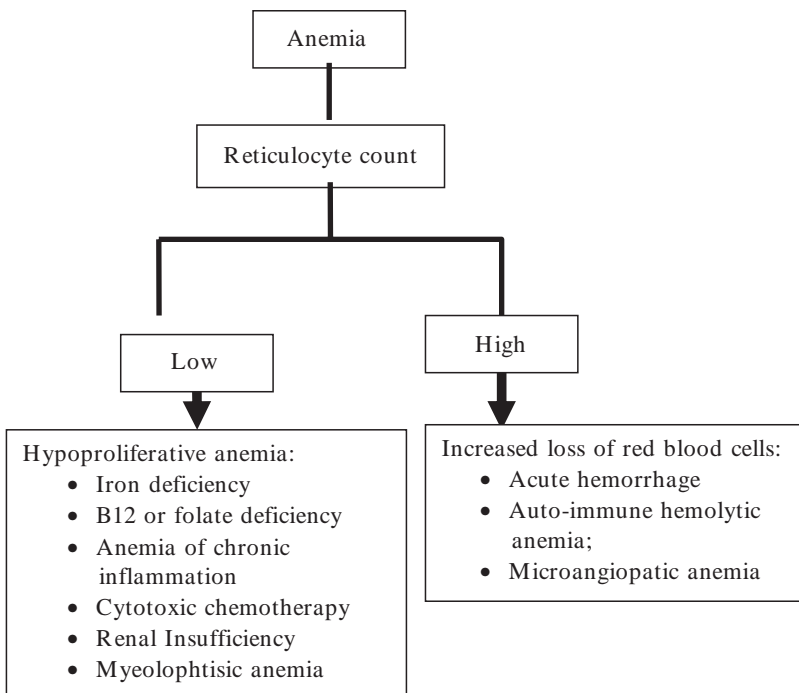 Anemia
Reticulocyte count
Low
High
Hypoproliferative anemia:
• Iron deficiency
• B12 or folate deficiency
• Anemia of chronic
inflammation
• Cytotoxic chemotherapy
• Renal Insufficiency
• Myeolophtisic anemia
Increased loss of red blood cells:
• Acute hemorrhage
• Auto-immune hemolytic
anemia;
• Microangiopatic anemia